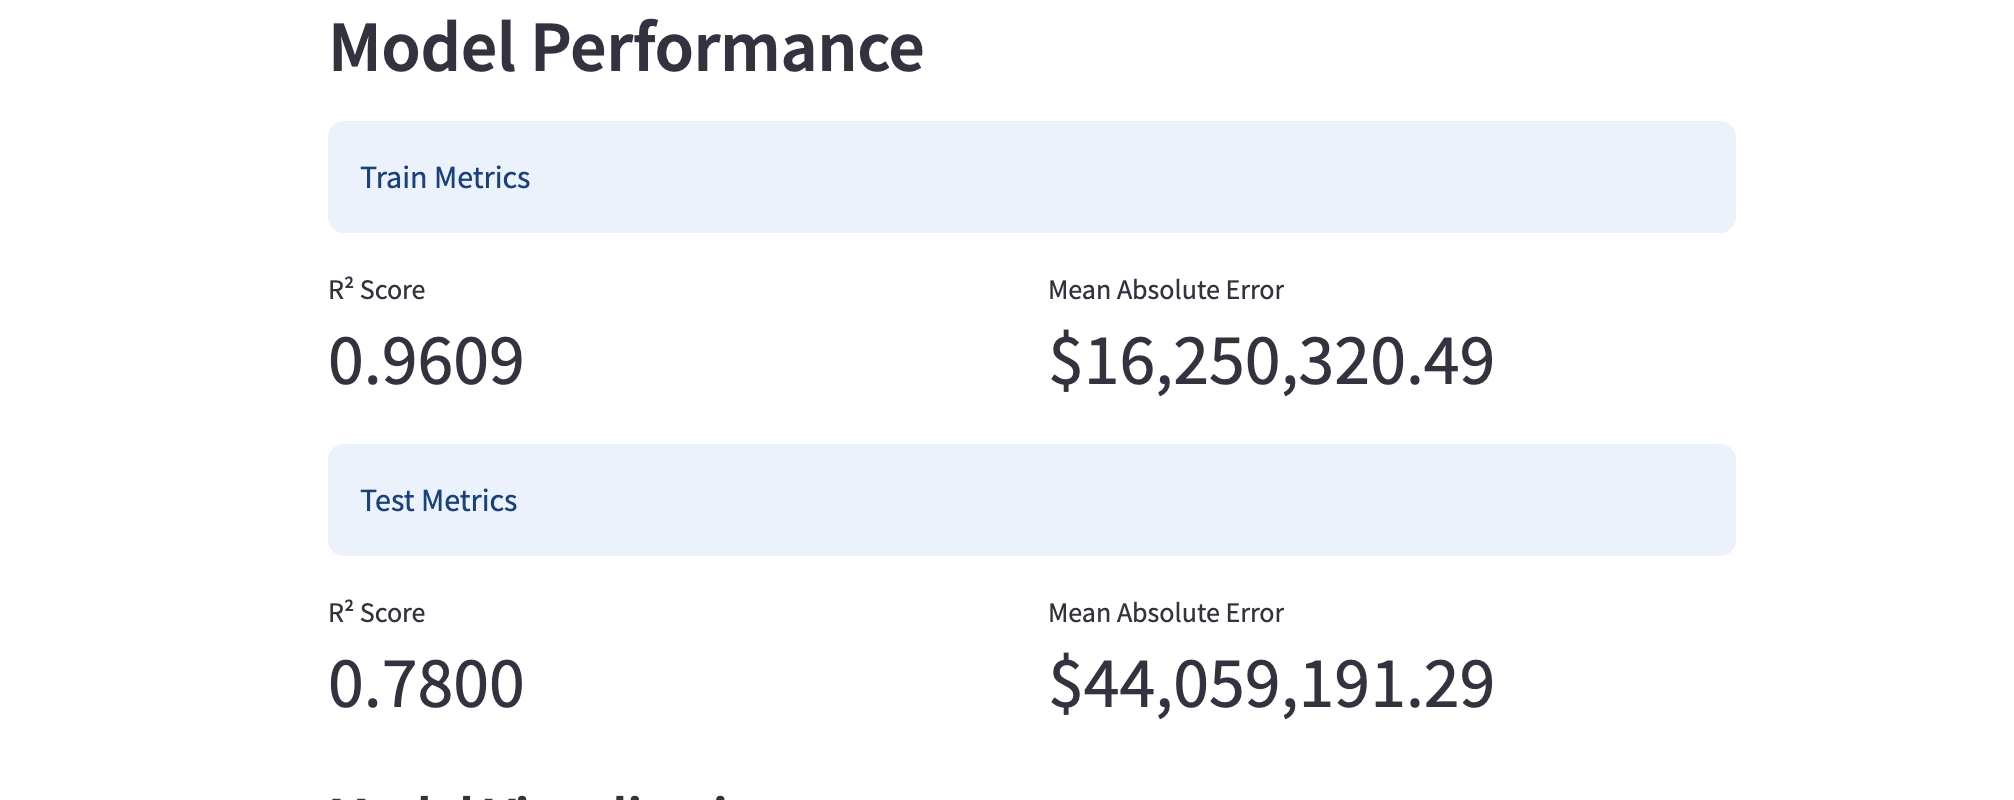 Model Performance
Train Metrics
R² Score
Mean Absolute Error
0.9609
$16,250,320.49
Test Metrics
R² Score
Mean Absolute Error
0.7800
$44,059,191.29